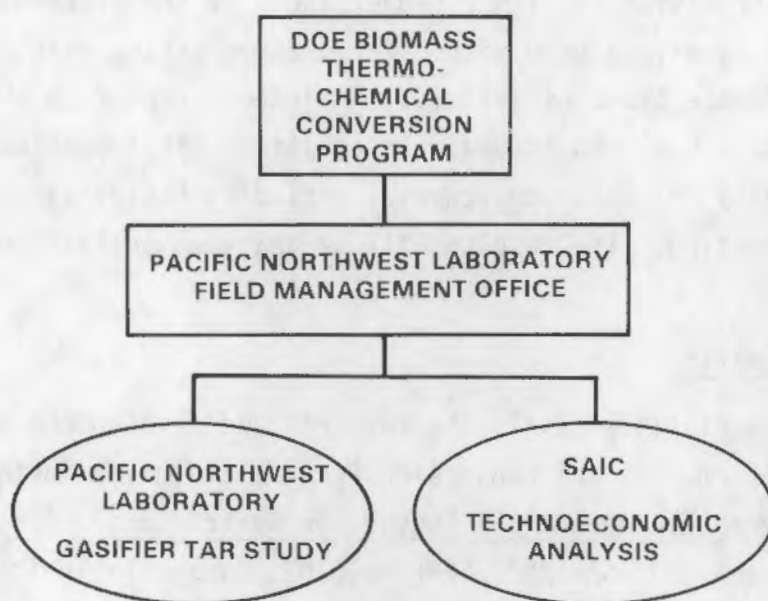 DOE BIOMASS
THERMO-
CHEMICAL
CONVERSION
PROGRAM
PACIFIC NORTHWEST LABORATORY
FIELD MANAGEMENT OFFICE
PACIFIC NORTHWEST
LABORATORY
GASIFIER TAR STUDY
SAIC
TECHNOECONOMIC
ANALYSIS